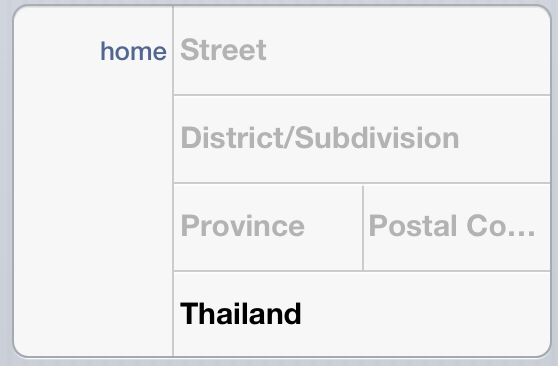 home Street
District/Subdivision
Province Postal Co...
Thailand